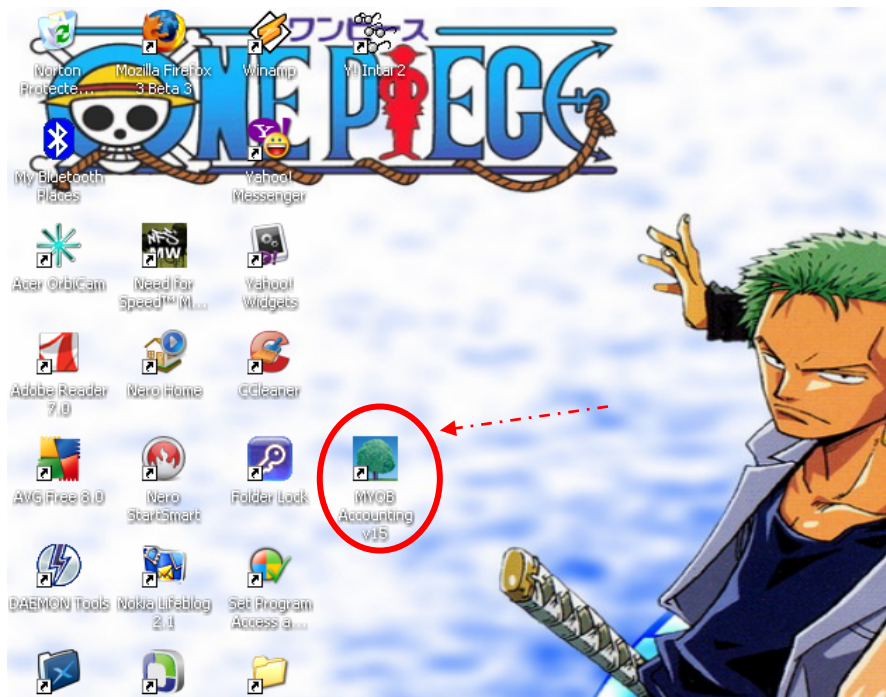 ワンピース
ONE PIECE
Norton
Protecte...
Mozilla Firefox
3 Beta 3
Winamp
Y! Intar 2
My Bluetooth
Places
Yahoo!
Messenger
Acer OrbiCam
NFS
MW
Need for
Speed™ M...
Yahoo!
Widgets
Adobe Reader
7.0
Nero Home
CCleaner
AVG Free 8.0
Nero
StartSmart
Folder Lock
MYOB
Accounting
v15
DAEMON Tools
Nokia Lifeblog
2.1
Set Program
Access a...